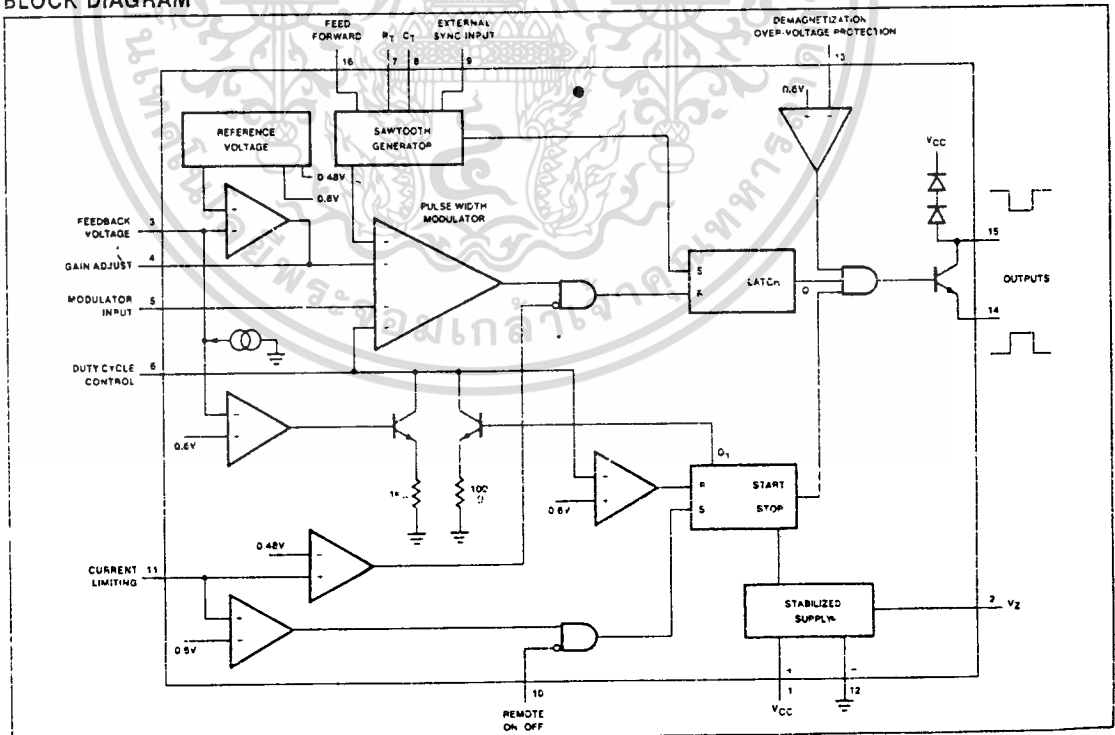 BLOCK DIAGRAM
FEED
FORWARD
RT
CT
EXTERNAL
SYNC INPUT
DEMAGNETIZATION
OVER-VOLTAGE PROTECTION
16
7
8
9
13
0.6V
REFERENCE
VOLTAGE
SAWTOOTH
GENERATOR
VCC
0.48V
0.6V
PULSE WIDTH
MODULATOR
FEEDBACK
VOLTAGE
3
15
GAIN ADJUST
4
S
R
LATCH
Q
OUTPUTS
MODULATOR
INPUT
5
14
DUTY CYCLE
CONTROL
6
0.6V
Q1
1K
100
Ω
0.6V
R
S
START
STOP
0.48V
CURRENT
LIMITING
11
STABILIZED
SUPPLY
2
VZ
+
-
10
1
12
REMOTE
ON OFF
VCC